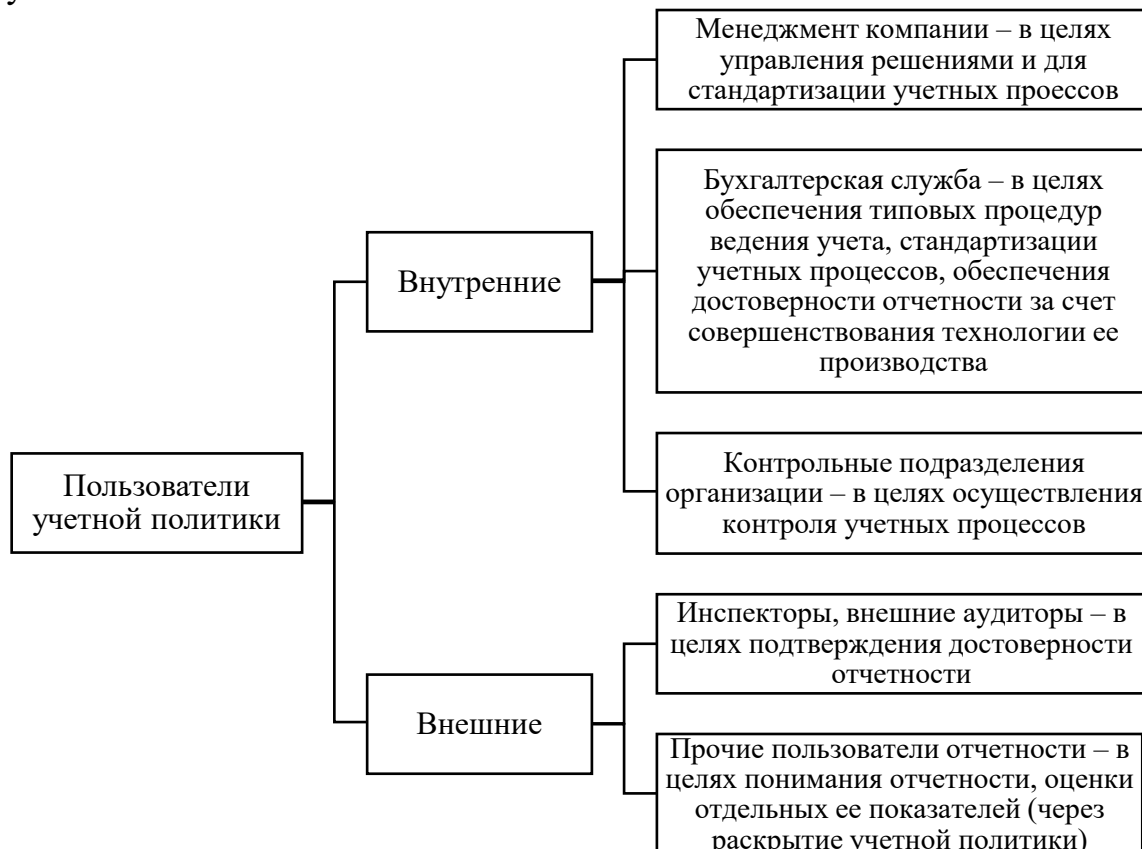 Менеджмент компании – в целях
управления решениями и для
стандартизации учетных проессов
Бухгалтерская служба – в целях
обеспечения типовых процедур
ведения учета, стандартизации
учетных процессов, обеспечения
достоверности отчетности за счет
совершенствования технологии ее
производства
Внутренние
Контрольные подразделения
организации – в целях осуществления
контроля учетных процессов
Пользователи
учетной политики
Инспекторы, внешние аудиторы – в
целях подтверждения достоверности
отчетности
Внешние
Прочие пользователи отчетности – в
целях понимания отчетности, оценки
отдельных ее показателей (через
раскрытие учетной политики)